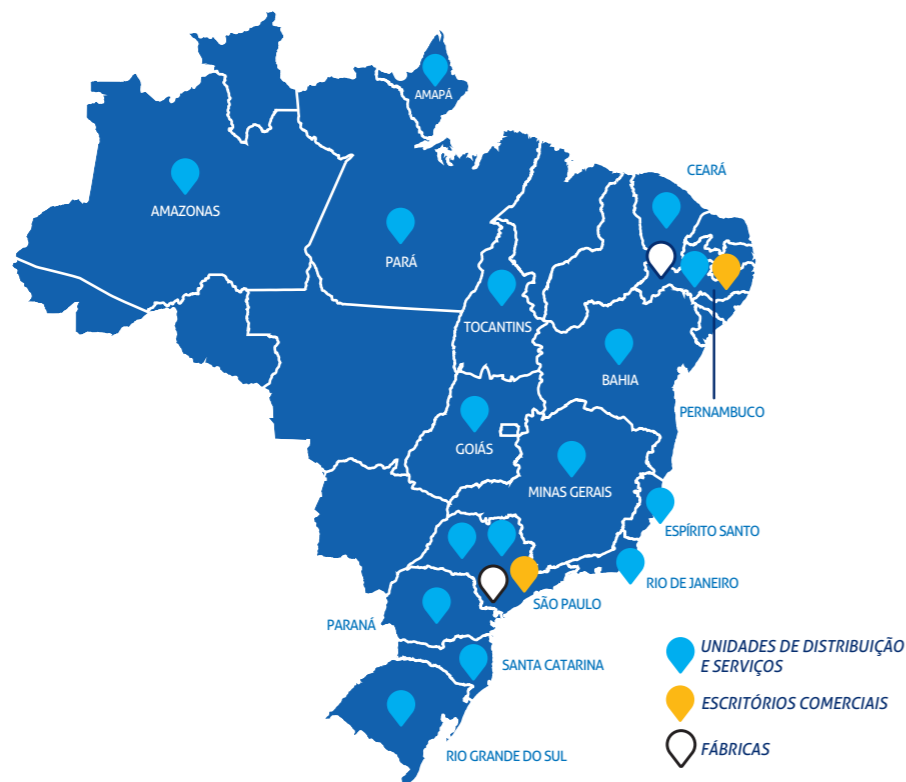 AMAPÁ
CEARÁ
AMAZONAS
PARÁ
TOCANTINS
BAHIA
PERNAMBUCO
GOIÁS
MINAS GERAIS
ESPÍRITO SANTO
RIO DE JANEIRO
SÃO PAULO
PARANÁ
SANTA CATARINA
RIO GRANDE DO SUL
UNIDADES DE DISTRIBUIÇÃO
E SERVIÇOS
ESCRITÓRIOS COMERCIAIS
FÁBRICAS